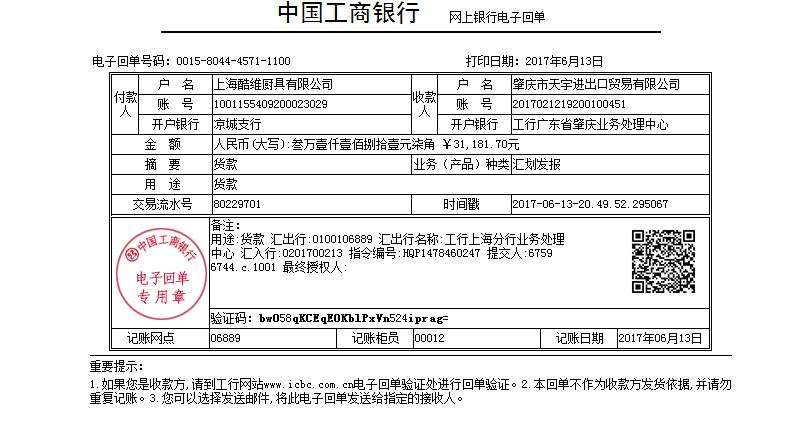 中国工商银行 网上银行电子回单
电子回单号码：0015-8044-4571-1100 打印日期：2017年6月13日
付款人 户 名 上海酷维厨具有限公司 收款人 户 名 肇庆市天宇进出口贸易有限公司
账 号 1001155409200023029 账 号 2017021219200100451
开户银行 凉城支行 开户银行 工行广东省肇庆业务处理中心
金 额 人民币(大写):叁万壹仟壹佰捌拾壹元柒角 ￥31,181.70元
摘 要 货款 业务（产品）种类 汇划发报
用 途 货款
交易流水号 80229701 时间戳 2017-06-13-20.49.52.295067
备注:
用途:货款 汇出行:0100106889 汇出行名称:工行上海分行业务处理
中心 汇入行:0201700213 指令编号:HQP1478460247 提交人:6759
6744.c.1001 最终授权人:
中国工商银行
电子回单
专用章
验证码：bwO58qKCEqEOKblPxVn524iprag=
记账网点 06889 记账柜员 00012 记账日期 2017年06月13日
重要提示:
1.如果您是收款方,请到工行网站www.icbc.com.cn电子回单验证处进行回单验证。2.本回单不作为收款方发货依据,并请勿
重复记账。3.您可以选择发送邮件,将此电子回单发送给指定的接收人。